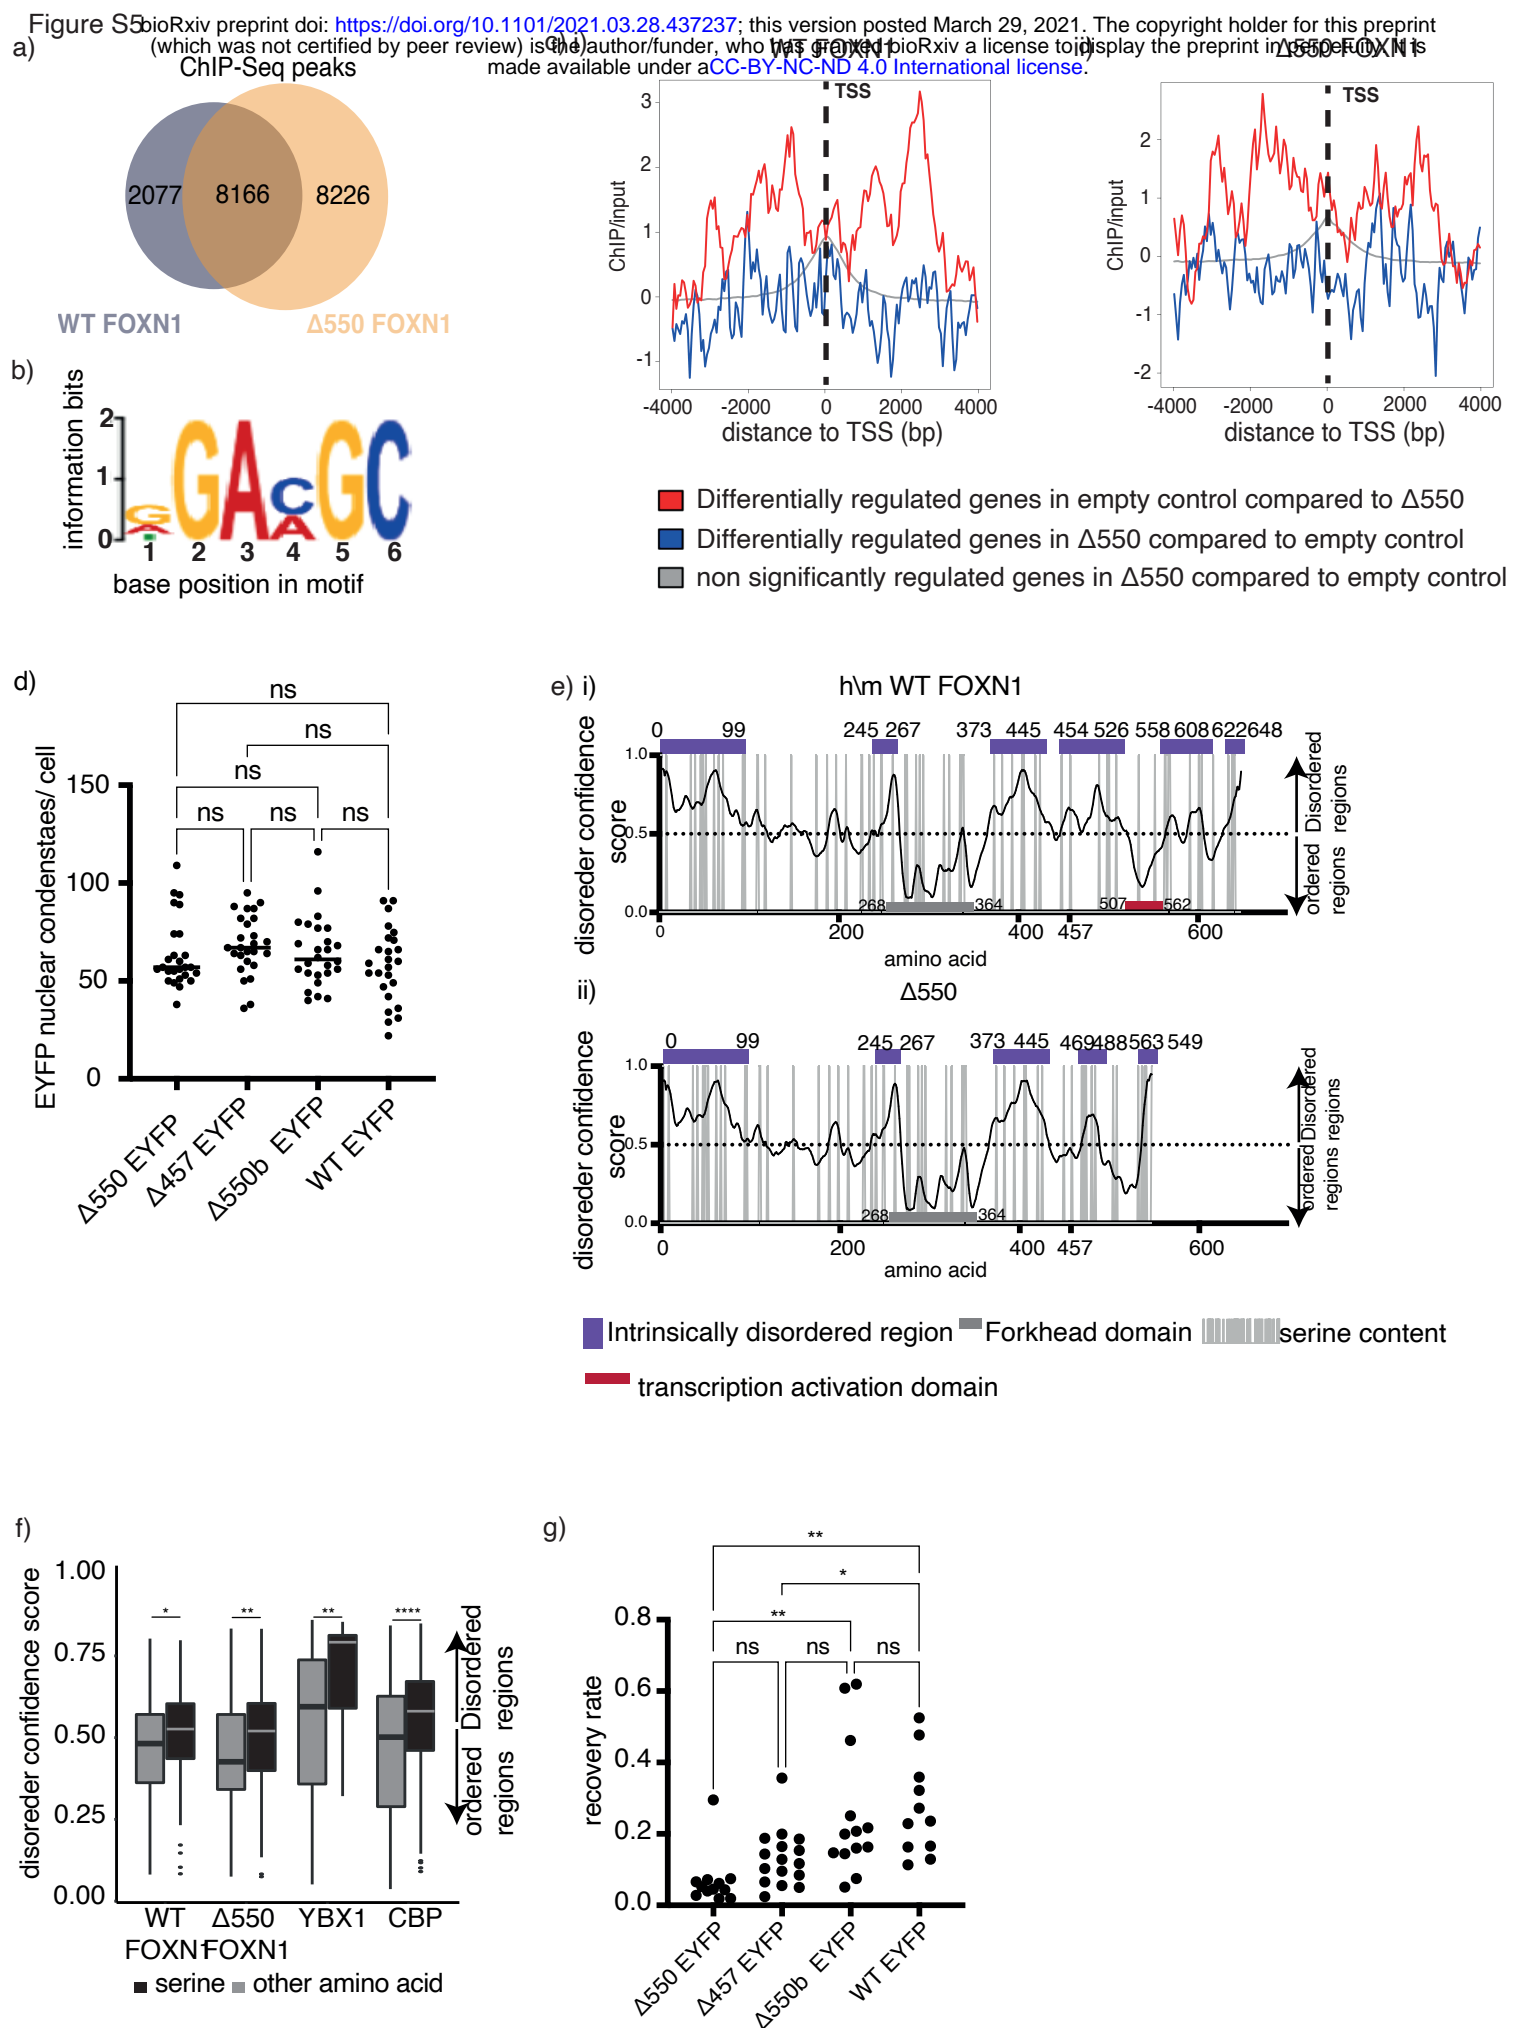 Figure S5
bioRxiv preprint doi: https://doi.org/10.1101/2021.03.28.437237; this version posted March 29, 2021. The copyright holder for this preprint
(which was not certified by peer review) is the author/funder, who has granted bioRxiv a license to display the preprint in perpetuity. It is
made available under aCC-BY-NC-ND 4.0 International license.
a)
ChIP-Seq peaks
2077
8166
8226
WT FOXN1
Δ550 FOXN1
b)
information bits
2
1
0
G A G A C A G C
1 2 3 4 5 6
base position in motif
c) i)
WT FOXN1
TSS
ChIP/input
3
2
1
0
-1
-4000 -2000 0 2000 4000
distance to TSS (bp)
ii)
Δ550 FOXN1
TSS
ChIP/input
2
1
0
-1
-2
-4000 -2000 0 2000 4000
distance to TSS (bp)
Differentially regulated genes in empty control compared to Δ550
Differentially regulated genes in Δ550 compared to empty control
non significantly regulated genes in Δ550 compared to empty control
d)
ns
ns
ns
ns ns ns
EYFP nuclear condenstaes/ cell
150
100
50
0
Δ550 EYFP
Δ457 EYFP
Δ550b EYFP
WT EYFP
e) i)
h\m WT FOXN1
0 99 245 267 373 445 454 526 558 608 622 648
disoreder confidence
score
1.0
0.5
0.0
268 364 507 562
0 200 400 457 600
amino acid
Disordered
regions
ordered
regions
ii)
Δ550
0 99 245 267 373 445 469 488 563 549
disoreder confidence
score
1.0
0.5
0.0
268 364
0 200 400 457 600
amino acid
Disordered
regions
ordered
regions
Intrinsically disordered region
Forkhead domain
serine content
transcription activation domain
f)
disoreder confidence score
1.00
0.75
0.50
0.25
0.00
* ** ** ****
Disordered
regions
ordered
regions
WT Δ550 YBX1 CBP
FOXN1 FOXN1
serine other amino acid
g)
**
*
**
ns ns ns
recovery rate
0.8
0.6
0.4
0.2
0.0
Δ550 EYFP
Δ457 EYFP
Δ550b EYFP
WT EYFP